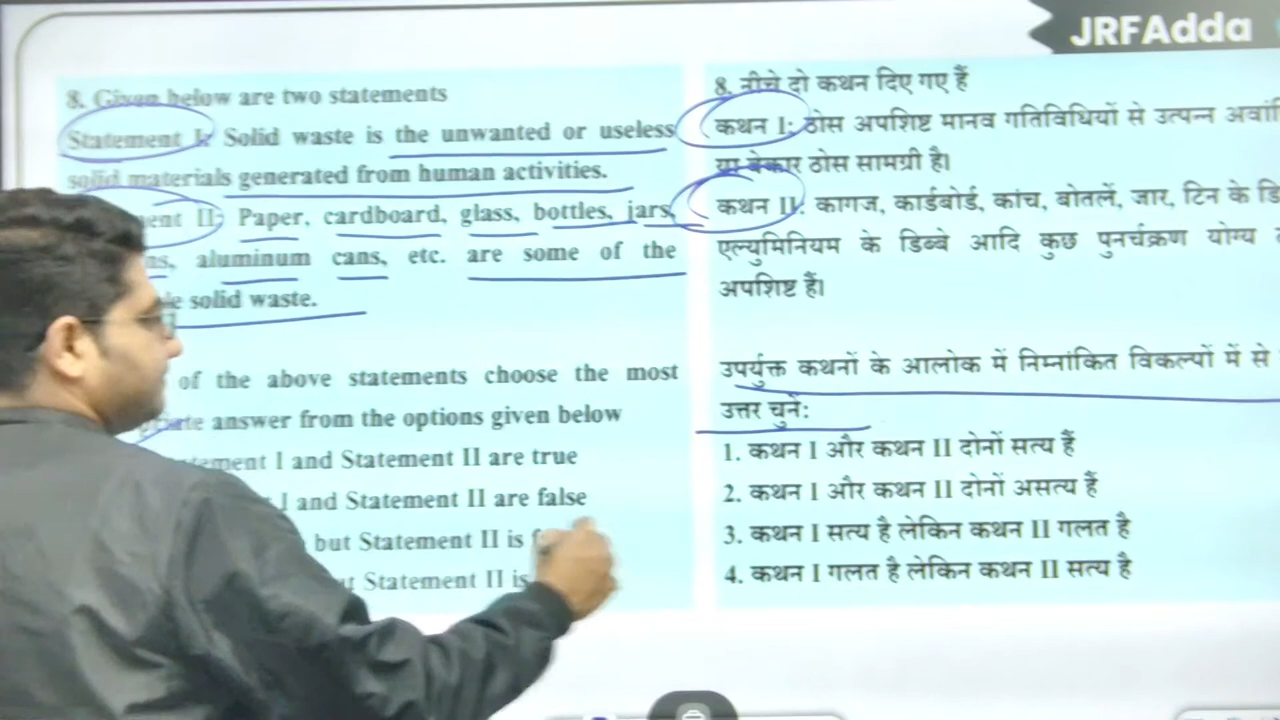 JRFAdda
8. Given below are two statements
Statement I: Solid waste is the unwanted or useless
solid materials generated from human activities.
II: Paper, cardboard, glass, bottles, jars,
aluminum cans, etc. are some of the
solid waste.
of the above statements choose the most
answer from the options given below
I and Statement II are true
I and Statement II are false
but Statement II is
Statement II is
8. नीचे दो कथन दिए गए हैं
कथन I: ठोस अपशिष्ट मानव गतिविधियों से उत्पन्न
या बेकार ठोस सामग्री है।
कथन II: कागज, कार्डबोर्ड, कांच, बोतलें, जार, टिन के
एल्युमिनियम के डिब्बे आदि कुछ पुनर्चक्रण योग्य
अपशिष्ट हैं।
उपर्युक्त कथनों के आलोक में निम्नांकित विकल्पों में से
उत्तर चुनें:
1. कथन I और कथन II दोनों सत्य हैं
2. कथन I और कथन II दोनों असत्य हैं
3. कथन I सत्य है लेकिन कथन II गलत है
4. कथन I गलत है लेकिन कथन II सत्य है